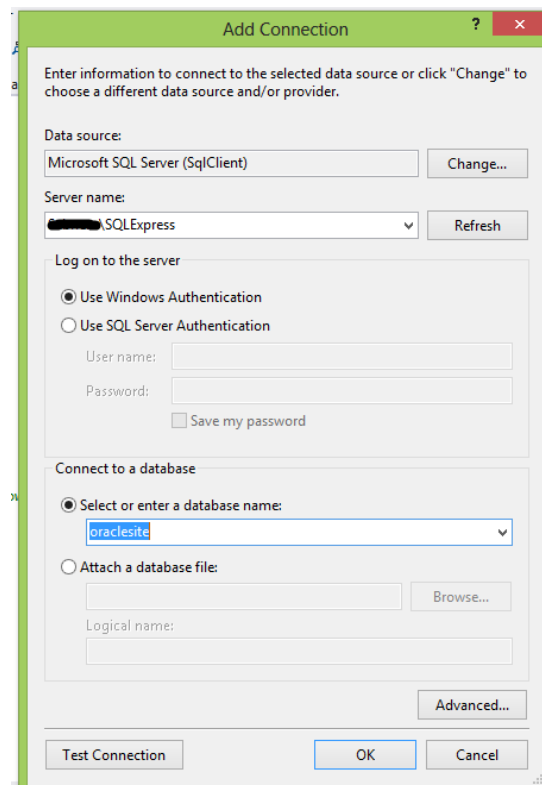 Add Connection
?
×
Enter information to connect to the selected data source or click "Change" to
choose a different data source and/or provider.
Data source:
Microsoft SQL Server (SqlClient)
Change...
Server name:
\SQLExpress
Refresh
Log on to the server
Use Windows Authentication
Use SQL Server Authentication
User name:
Password:
Save my password
Connect to a database
Select or enter a database name:
oraclesite
Attach a database file:
Browse...
Logical name:
Advanced...
Test Connection
OK
Cancel